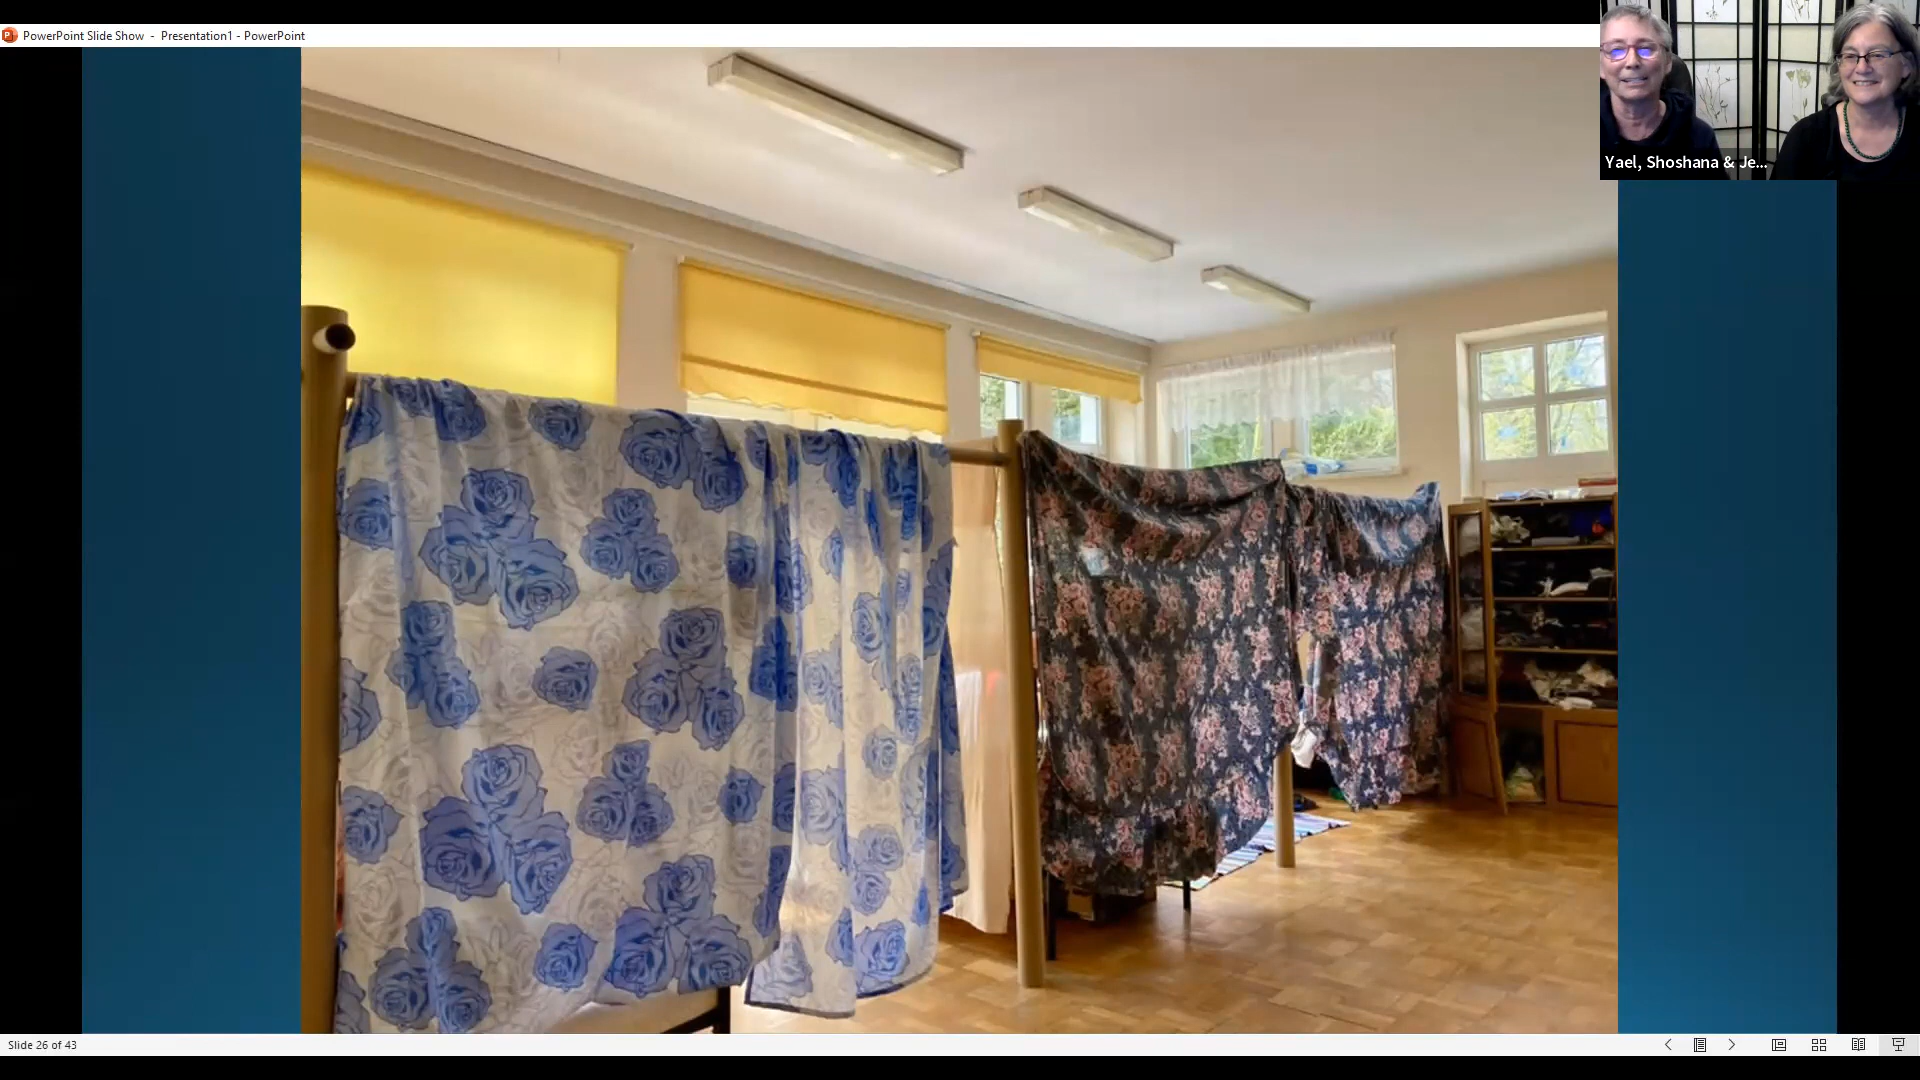 PowerPoint Slide Show - Presentation1 - PowerPoint
Yael, Shoshana & Je...
Slide 26 of 43